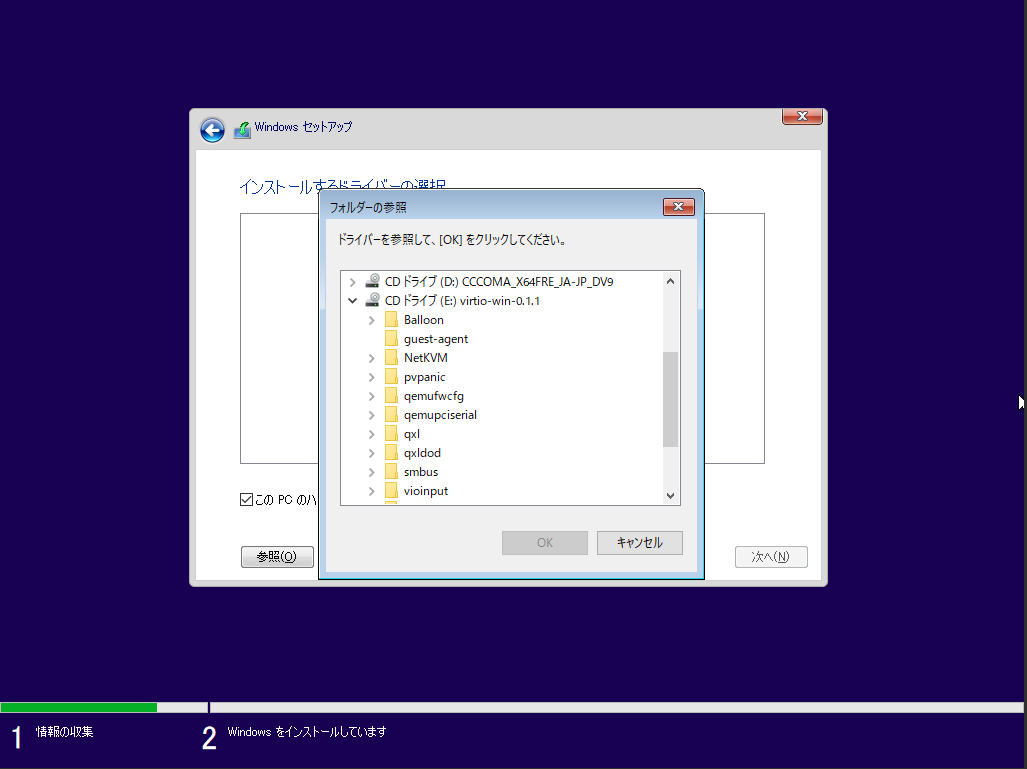 Windows セットアップ
インストールするドライバーの選択
フォルダーの参照
ドライバーを参照して、[OK] をクリックしてください。
CD ドライブ (D:) CCCOMA_X64FRE_JA-JP_DV9
CD ドライブ (E:) virtio-win-0.1.1
Balloon
guest-agent
NetKVM
pvpanic
qemufwcfg
qemupciserial
qxl
qxldod
smbus
vioinput
この PC のハ
OK
キャンセル
参照(O)
次へ(N)
1 情報の収集
2 Windows をインストールしています